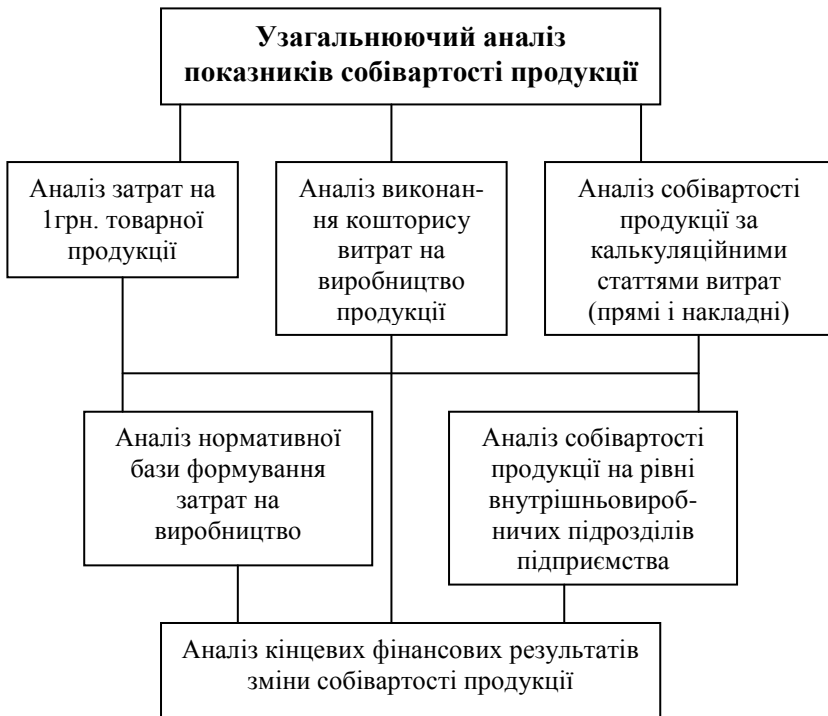 Узагальнюючий аналіз
показників собівартості продукції
Аналіз затрат на
1грн. товарної
продукції
Аналіз виконан-
ня кошторису
витрат на
виробництво
продукції
Аналіз собівартості
продукції за
калькуляційними
статтями витрат
(прямі і накладні)
Аналіз нормативної
бази формування
затрат на
виробництво
Аналіз собівартості
продукції на рівні
внутрішньовироб-
ничих підрозділів
підприємства
Аналіз кінцевих фінансових результатів
зміни собівартості продукції